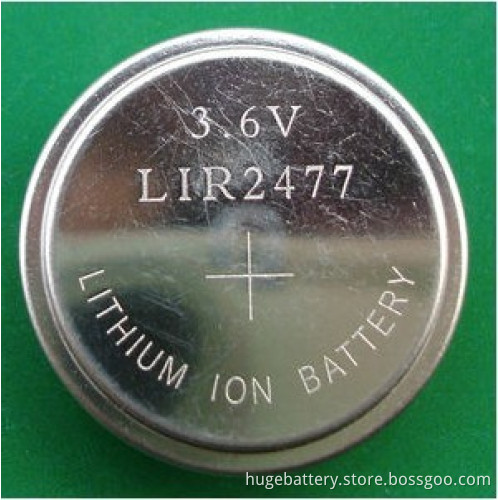 3.6V
LIR2477
+
LITHIUM ION BATTERY
hugebattery.store.bossgoo.com